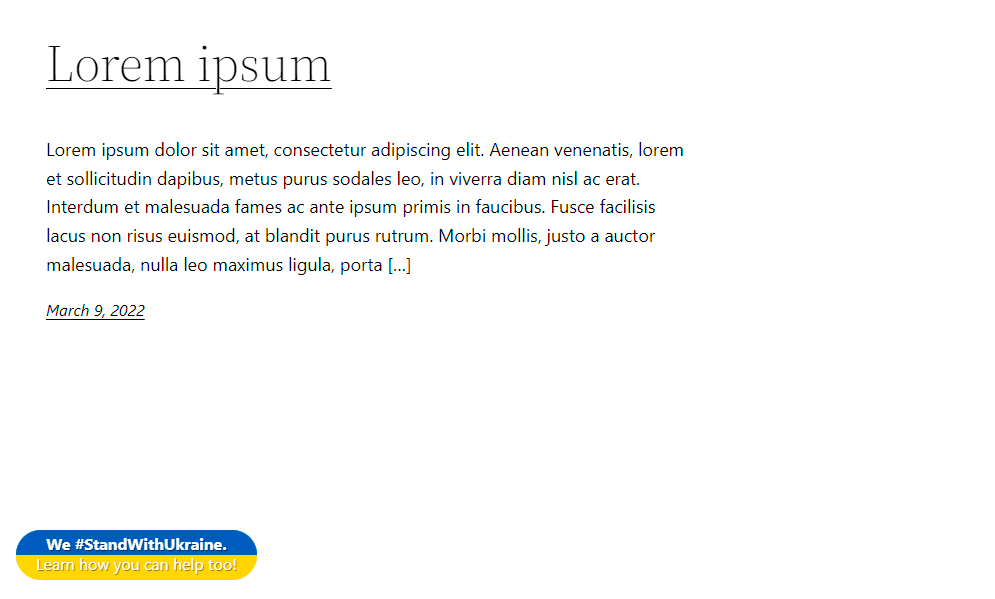 Lorem ipsum
Lorem ipsum dolor sit amet, consectetur adipiscing elit. Aenean venenatis, lorem
et sollicitudin dapibus, metus purus sodales leo, in viverra diam nisl ac erat.
Interdum et malesuada fames ac ante ipsum primis in faucibus. Fusce facilisis
lacus non risus euismod, at blandit purus rutrum. Morbi mollis, justo a auctor
malesuada, nulla leo maximus ligula, porta […]
March 9, 2022
We #StandWithUkraine.
Learn how you can help too!